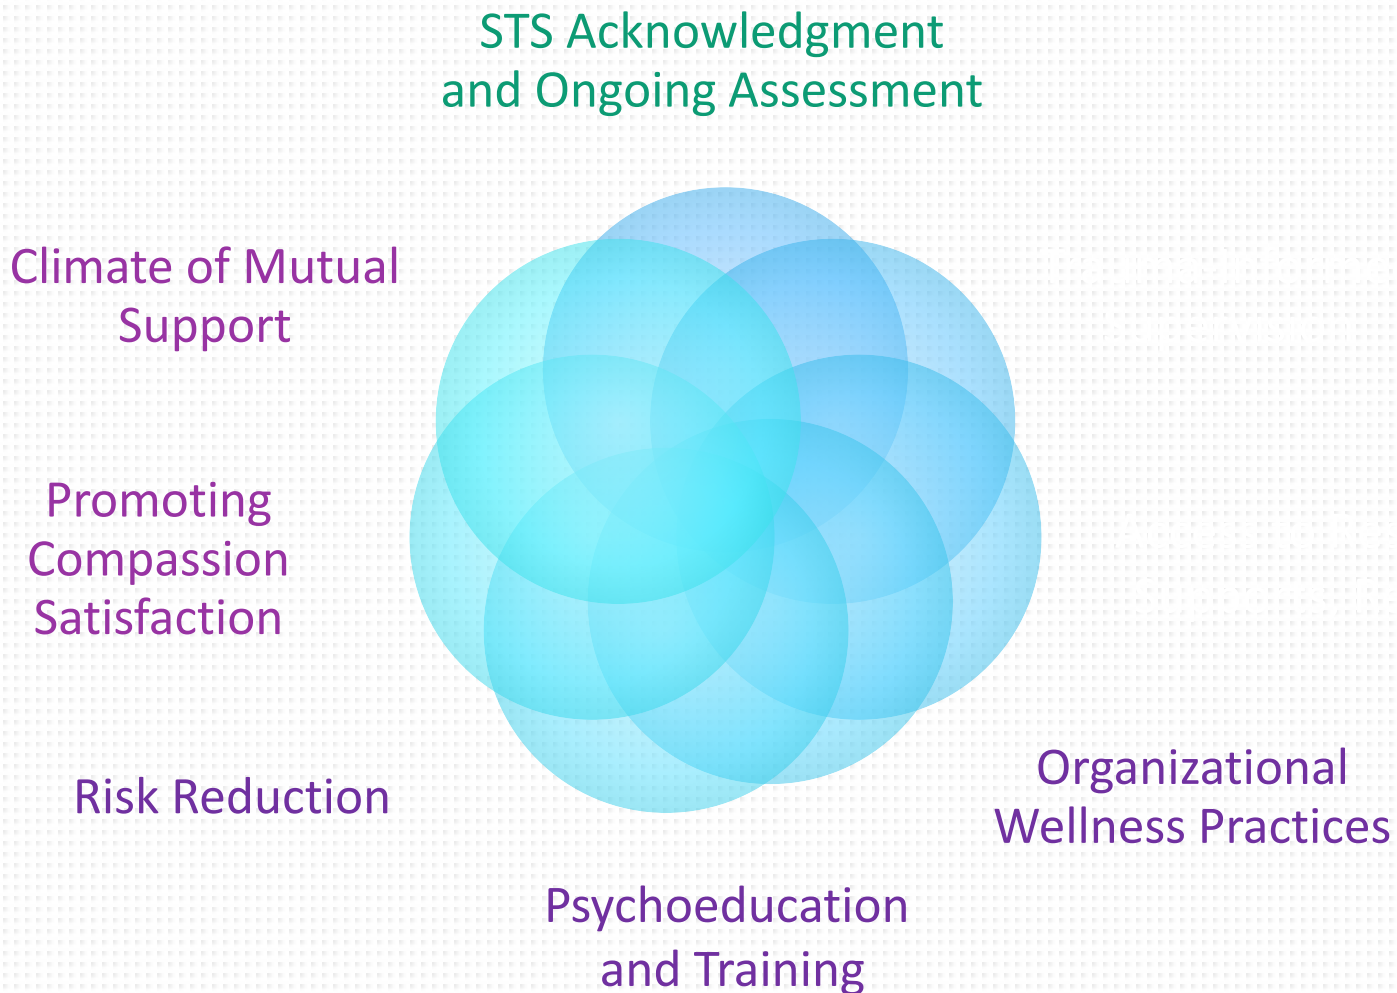 STS Acknowledgment
and Ongoing Assessment
Climate of Mutual
Support
Promoting
Compassion
Satisfaction
Risk Reduction
Organizational
Wellness Practices
Psychoeducation
and Training